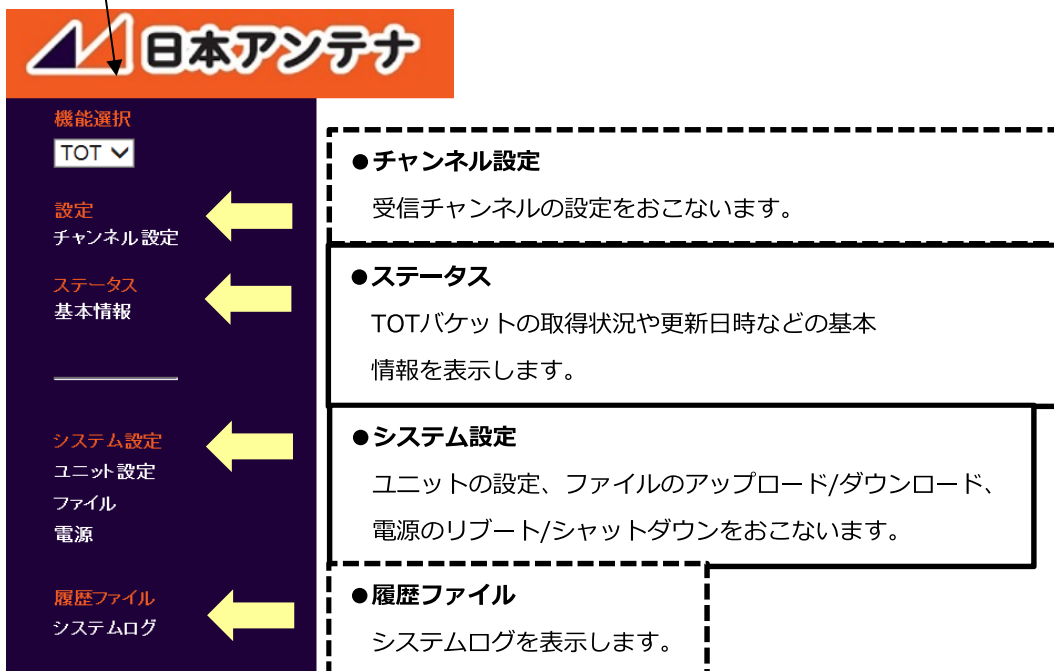 日本アンテナ
機能選択
TOT
設定
チャンネル設定
ステータス
基本情報
システム設定
ユニット設定
ファイル
電源
履歴ファイル
システムログ
●チャンネル設定
受信チャンネルの設定をおこないます。
●ステータス
TOTバケットの取得状況や更新日時などの基本
情報を表示します。
●システム設定
ユニットの設定、ファイルのアップロード/ダウンロード、
電源のリブート/シャットダウンをおこないます。
●履歴ファイル
システムログを表示します。